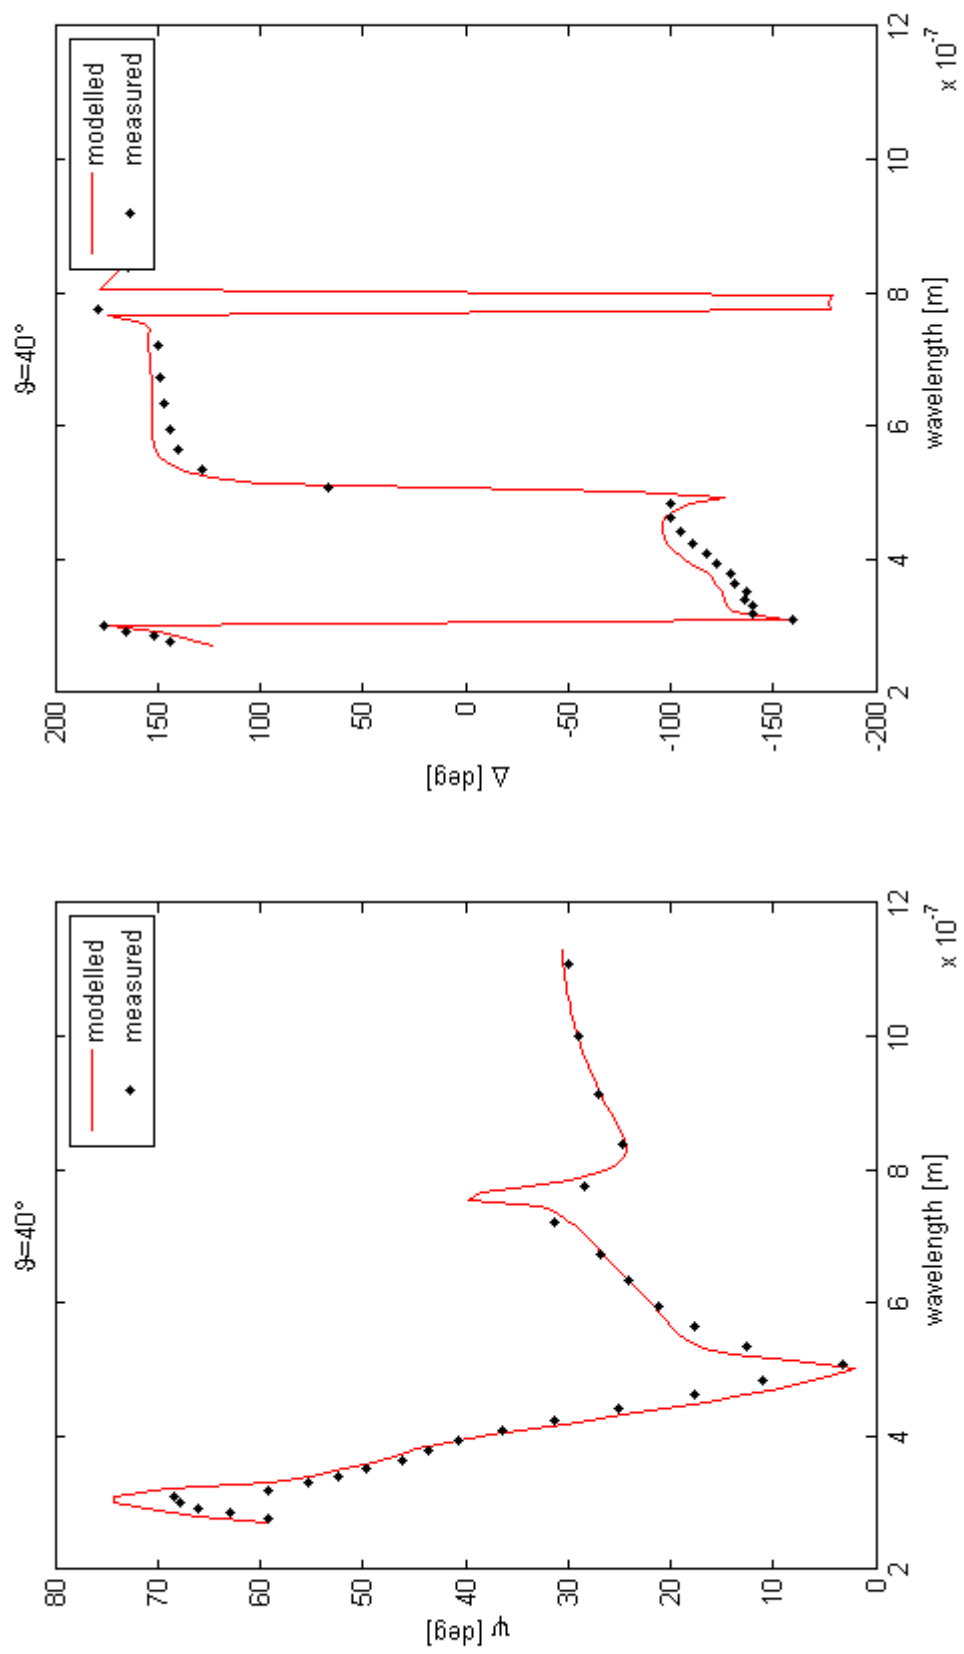 ϑ=40°
modelled
measured
80
70
60
50
40
30
20
10
0
Ψ [deg]
2
4
6
8
10
12
x 10⁻⁷
wavelength [m]
ϑ=40°
modelled
measured
200
150
100
50
0
-50
-100
-150
-200
Δ [deg]
2
4
6
8
10
12
x 10⁻⁷
wavelength [m]